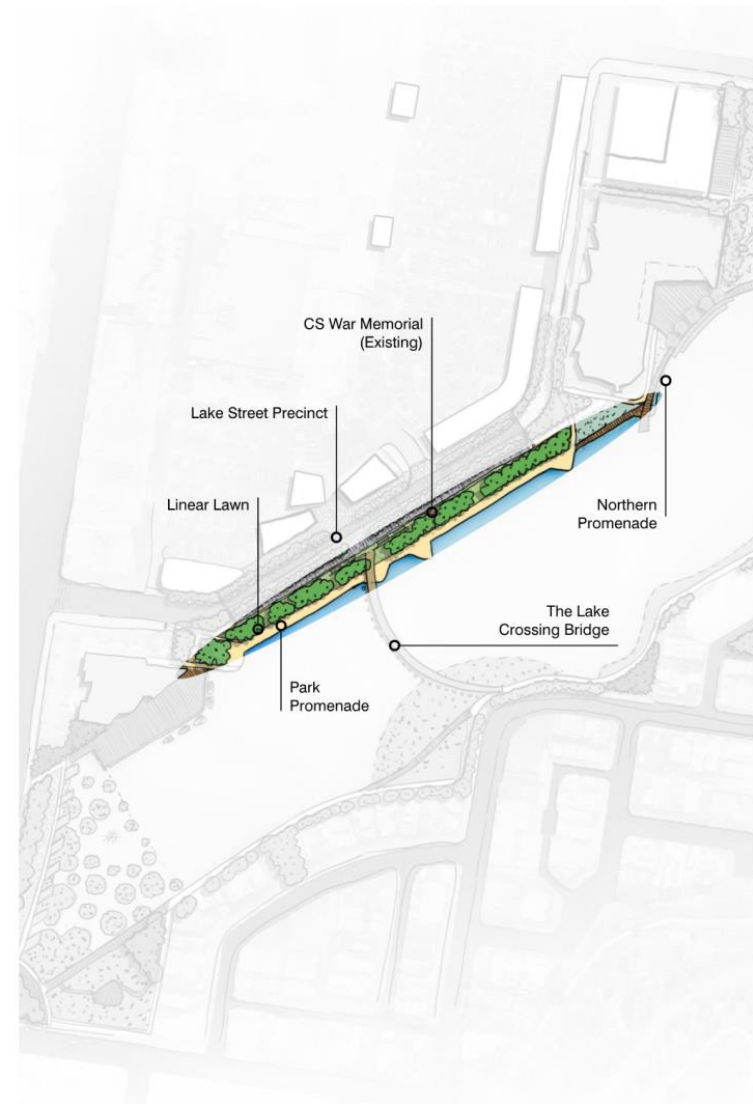 CS War Memorial
(Existing)
Lake Street Precinct
Linear Lawn
Northern
Promenade
The Lake
Crossing Bridge
Park
Promenade